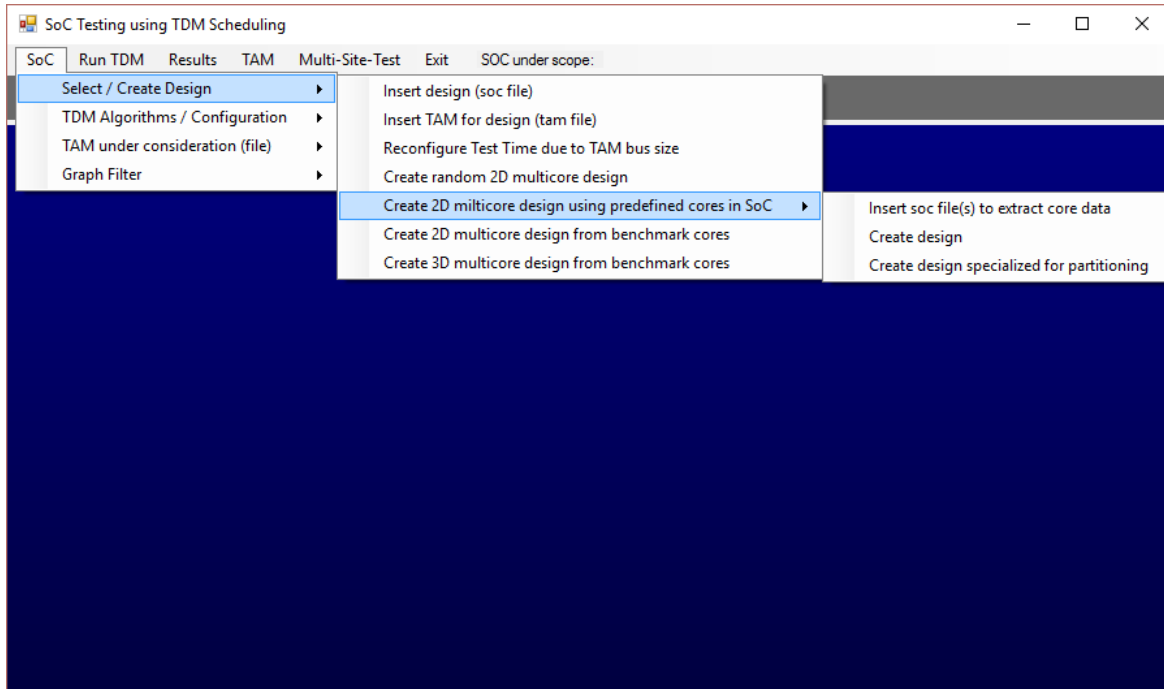 SoC Testing using TDM Scheduling
SoC Run TDM Results TAM Multi-Site-Test Exit SOC under scope:
Select / Create Design
TDM Algorithms / Configuration
TAM under consideration (file)
Graph Filter
Insert design (soc file)
Insert TAM for design (tam file)
Reconfigure Test Time due to TAM bus size
Create random 2D multicore design
Create 2D milticore design using predefined cores in SoC
Create 2D multicore design from benchmark cores
Create 3D multicore design from benchmark cores
Insert soc file(s) to extract core data
Create design
Create design specialized for partitioning